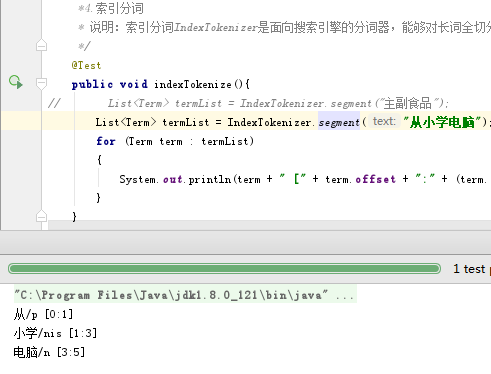 *4.索引分词
* 说明：索引分词IndexTokenizer是面向搜索引擎的分词器，能够对长词全切分
*/
@Test
public void indexTokenize(){
// List<Term> termList = IndexTokenizer.segment("主副食品");
List<Term> termList = IndexTokenizer.segment( text: "从小学电脑");
for (Term term : termList)
{
System.out.println(term + " [" + term.offset + ":" + (term.
}
}
1 test
"C:\Program Files\Java\jdk1.8.0_121\bin\java" ...
从/p [0:1]
小学/nis [1:3]
电脑/n [3:5]